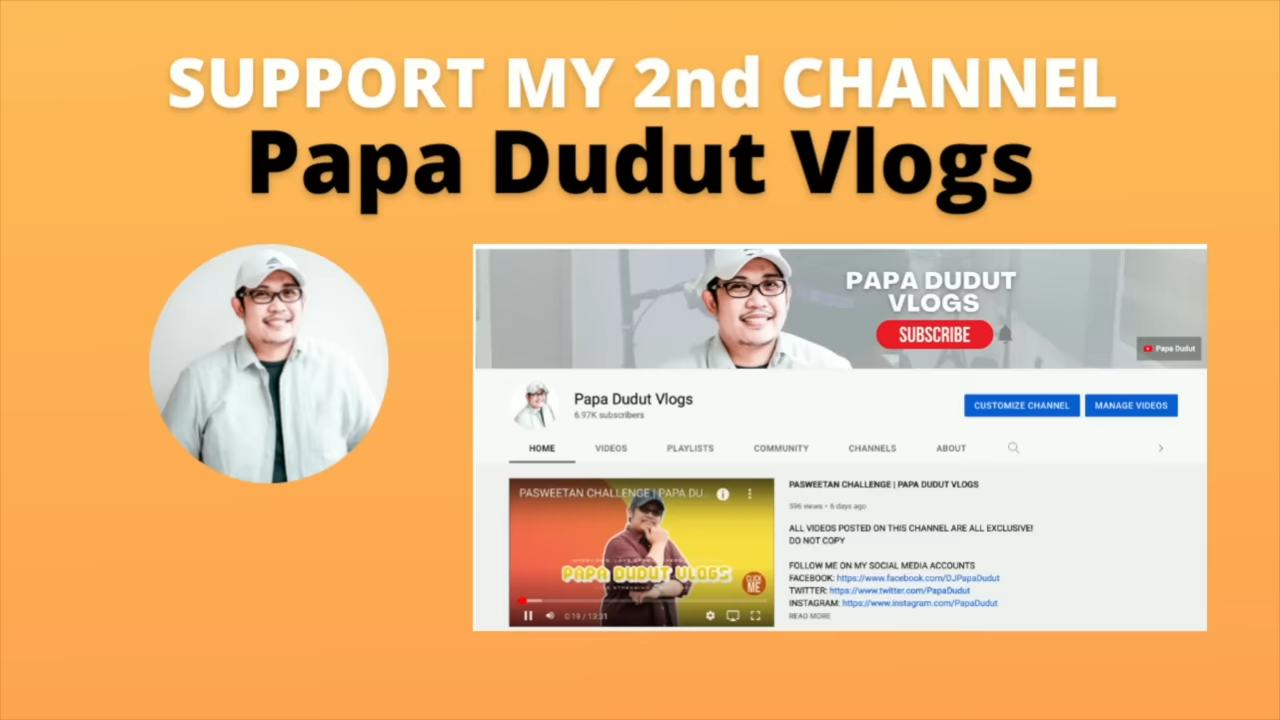 SUPPORT MY 2nd CHANNEL
Papa Dudut Vlogs
PAPA DUDUT
VLOGS
SUBSCRIBE
Papa Dudut
Papa Dudut Vlogs
6.97K subscribers
CUSTOMIZE CHANNEL
MANAGE VIDEOS
HOME VIDEOS PLAYLISTS COMMUNITY CHANNELS ABOUT
PASWEETAN CHALLENGE | PAPA DU...
PAPA DUDUT VLOGS
CLICK
ME
0:19 / 13:31
PASWEETAN CHALLENGE | PAPA DUDUT VLOGS
596 views • 6 days ago
ALL VIDEOS POSTED ON THIS CHANNEL ARE ALL EXCLUSIVE!
DO NOT COPY
FOLLOW ME ON MY SOCIAL MEDIA ACCOUNTS
FACEBOOK: https://www.facebook.com/DJPapaDudut
TWITTER: https://www.twitter.com/PapaDudut
INSTAGRAM: https://www.instagram.com/PapaDudut
READ MORE